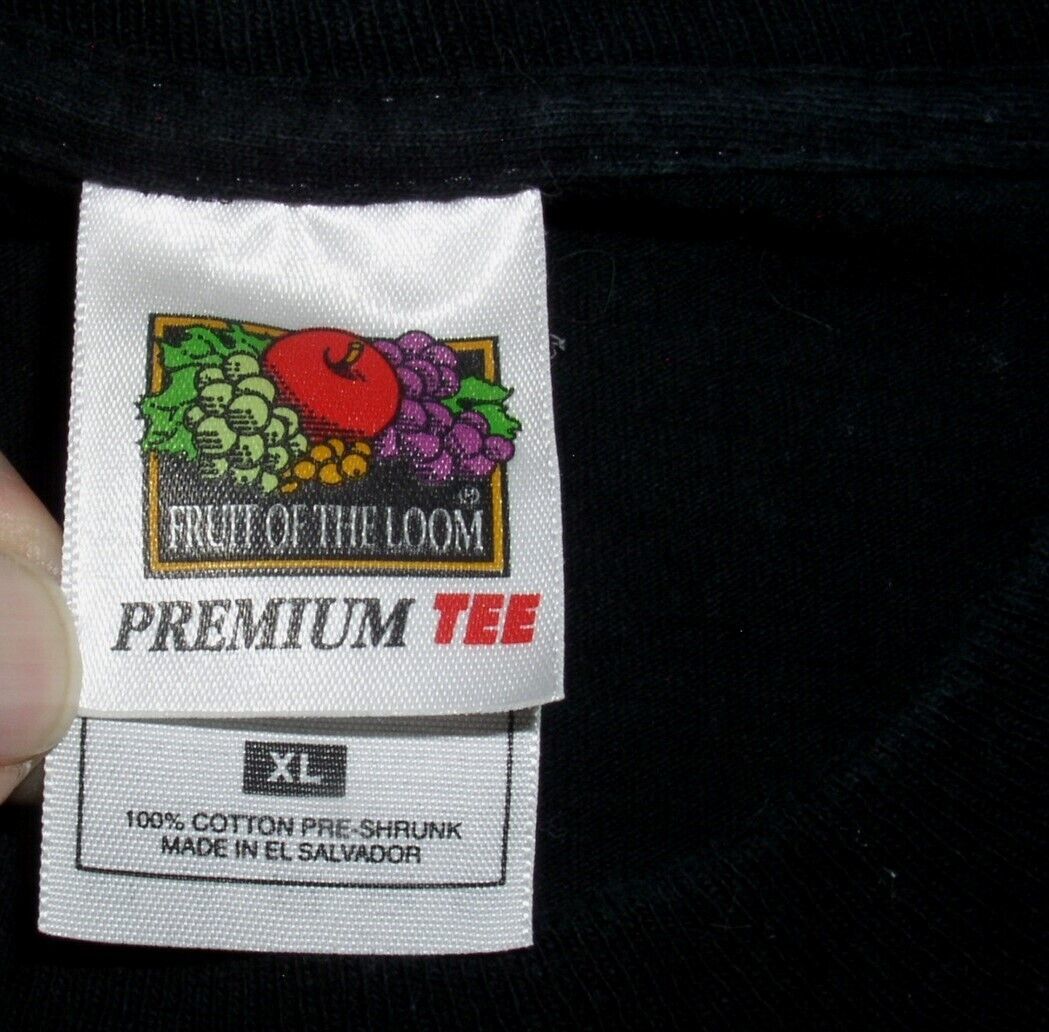 ®
FRUIT OF THE LOOM
PREMIUM TEE
XL
100% COTTON PRE-SHRUNK
MADE IN EL SALVADOR